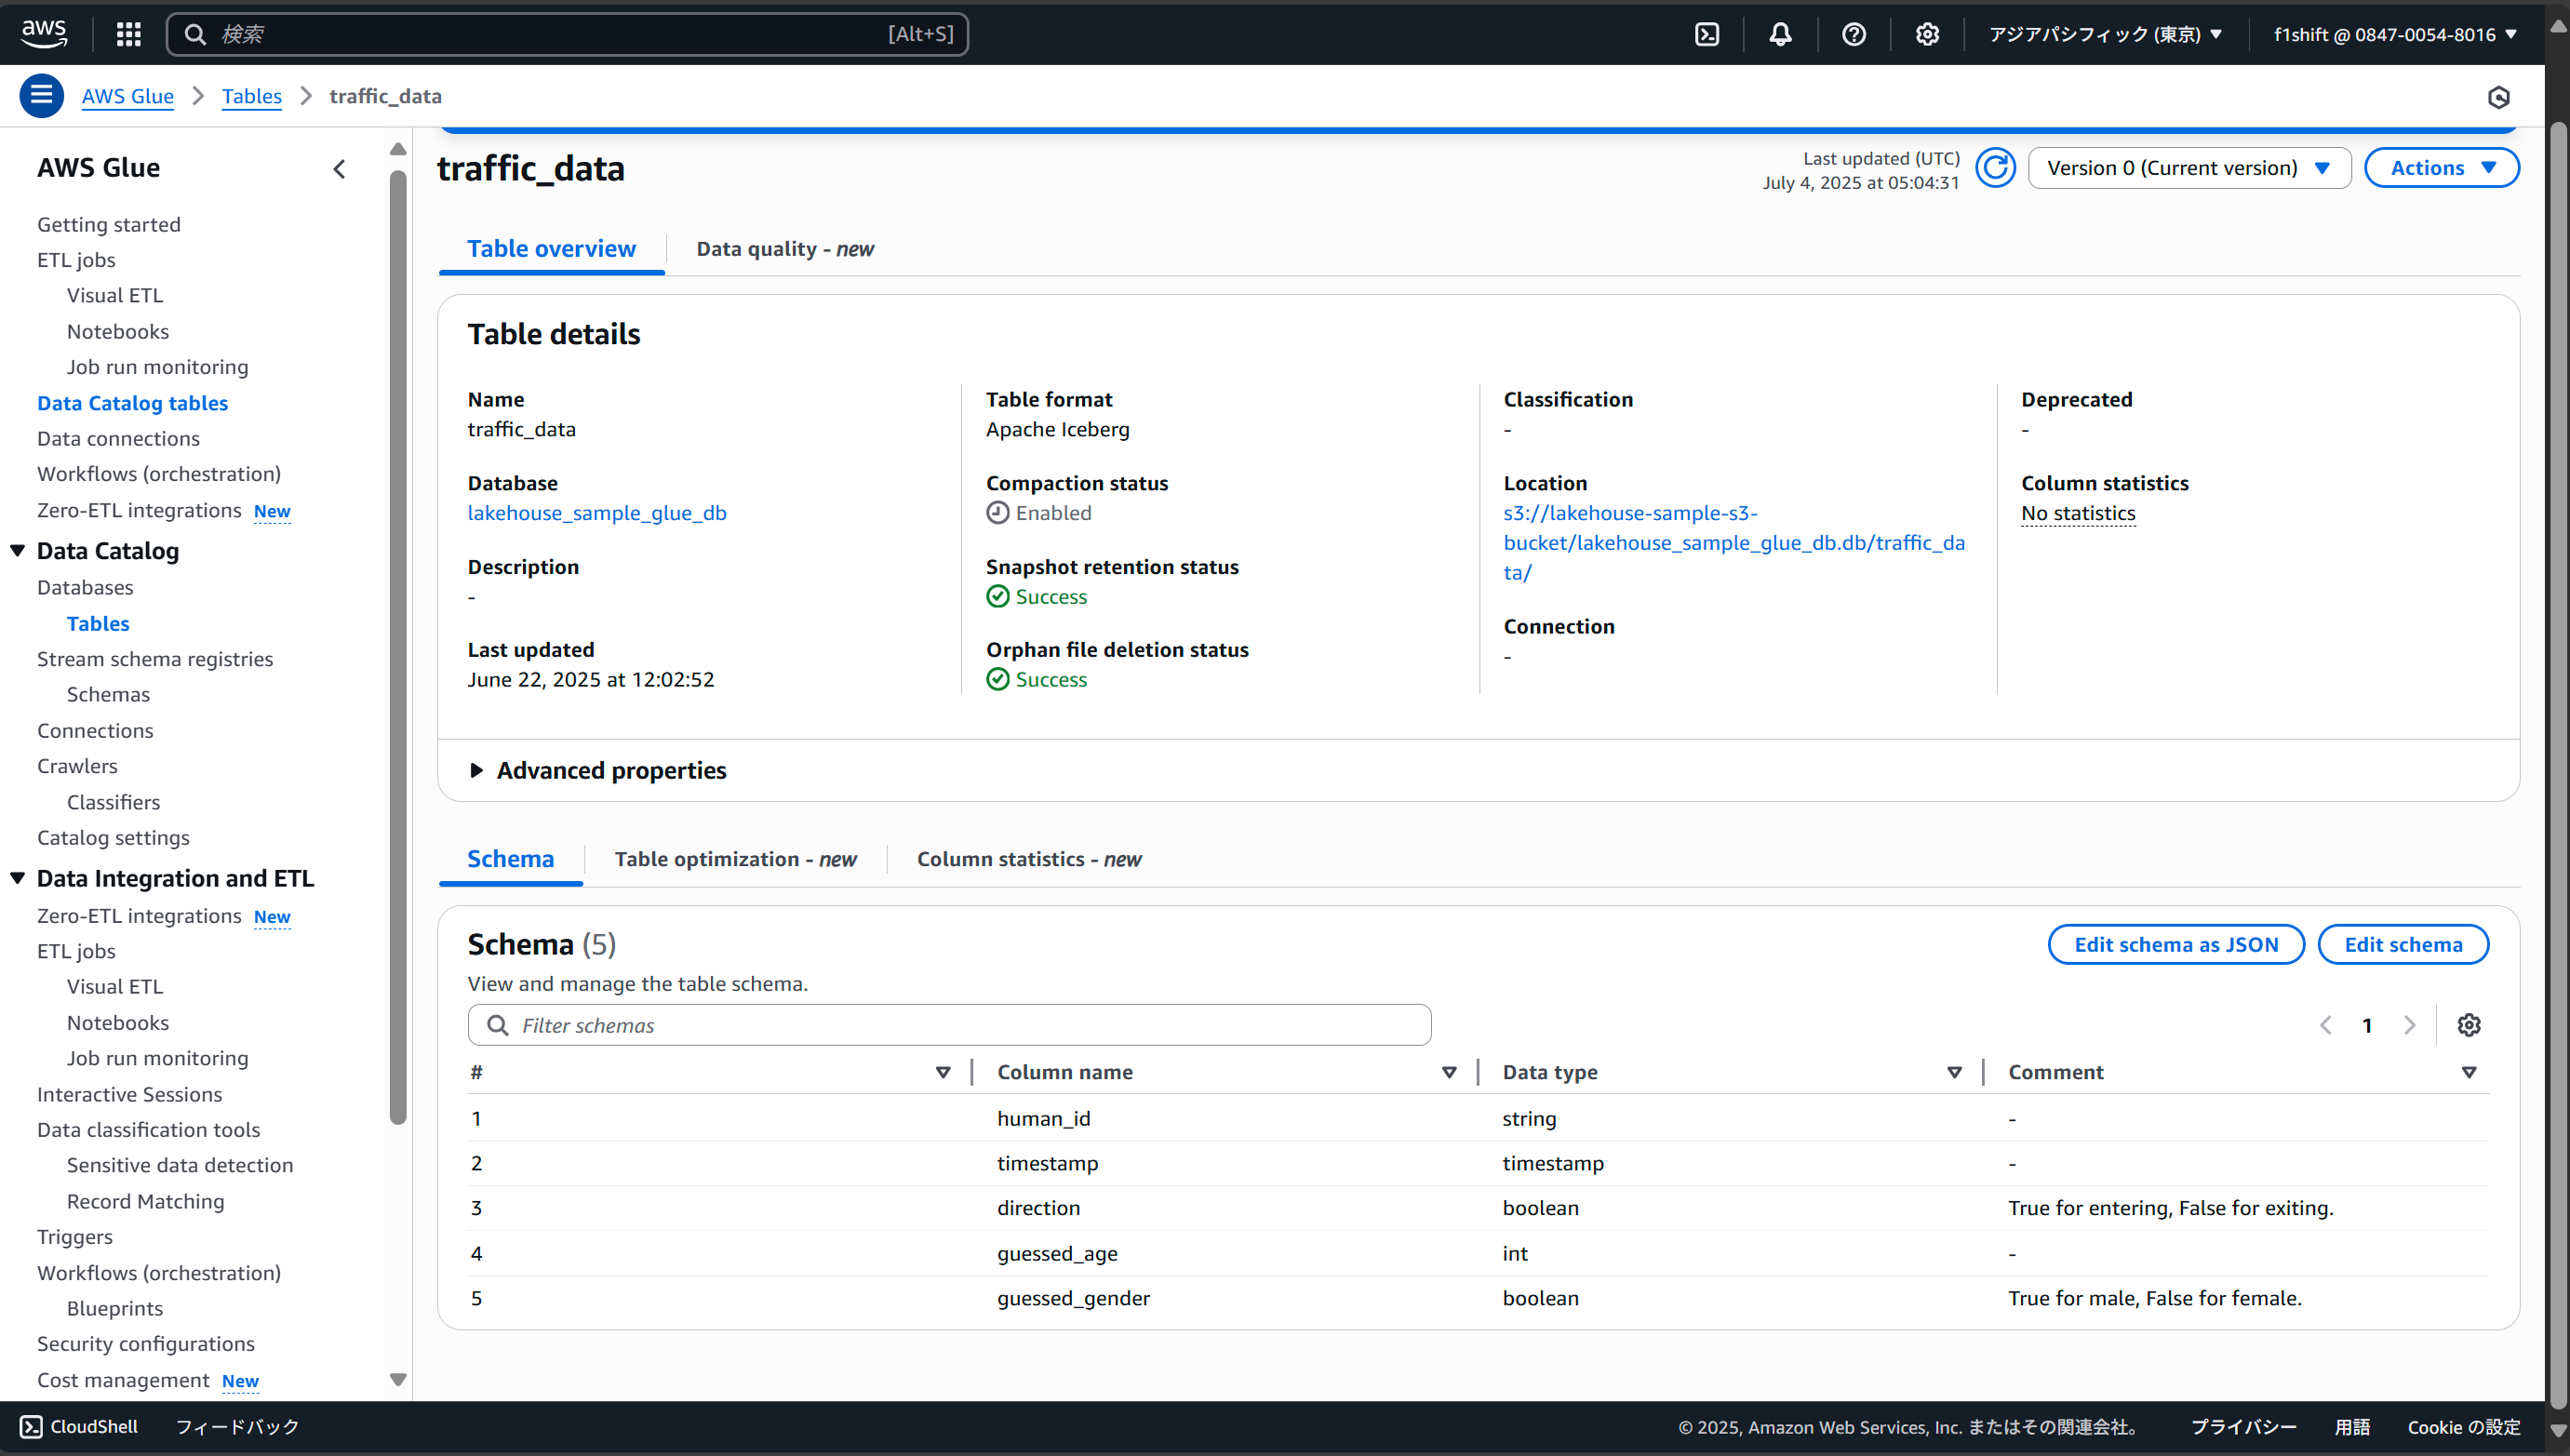 aws
検索
[Alt+S]
アジアパシフィック (東京)
f1shift @ 0847-0054-8016
AWS Glue
Tables
traffic_data
AWS Glue
Getting started
ETL jobs
Visual ETL
Notebooks
Job run monitoring
Data Catalog tables
Data connections
Workflows (orchestration)
Zero-ETL integrations New
Data Catalog
Databases
Tables
Stream schema registries
Schemas
Connections
Crawlers
Classifiers
Catalog settings
Data Integration and ETL
Zero-ETL integrations New
ETL jobs
Visual ETL
Notebooks
Job run monitoring
Interactive Sessions
Data classification tools
Sensitive data detection
Record Matching
Triggers
Workflows (orchestration)
Blueprints
Security configurations
Cost management New
traffic_data
Last updated (UTC)
July 4, 2025 at 05:04:31
Version 0 (Current version)
Actions
Table overview
Data quality - new
Table details
Name
traffic_data
Database
lakehouse_sample_glue_db
Description
-
Last updated
June 22, 2025 at 12:02:52
Table format
Apache Iceberg
Compaction status
Enabled
Snapshot retention status
Success
Orphan file deletion status
Success
Classification
-
Location
s3://lakehouse-sample-s3-
bucket/lakehouse_sample_glue_db.db/traffic_da
ta/
Connection
-
Deprecated
-
Column statistics
No statistics
Advanced properties
Schema
Table optimization - new
Column statistics - new
Schema (5)
Edit schema as JSON
Edit schema
View and manage the table schema.
Filter schemas
1
# Column name Data type Comment
1 human_id string -
2 timestamp timestamp -
3 direction boolean True for entering, False for exiting.
4 guessed_age int -
5 guessed_gender boolean True for male, False for female.
CloudShell
フィードバック
© 2025, Amazon Web Services, Inc. またはその関連会社。
プライバシー
用語
Cookie の設定